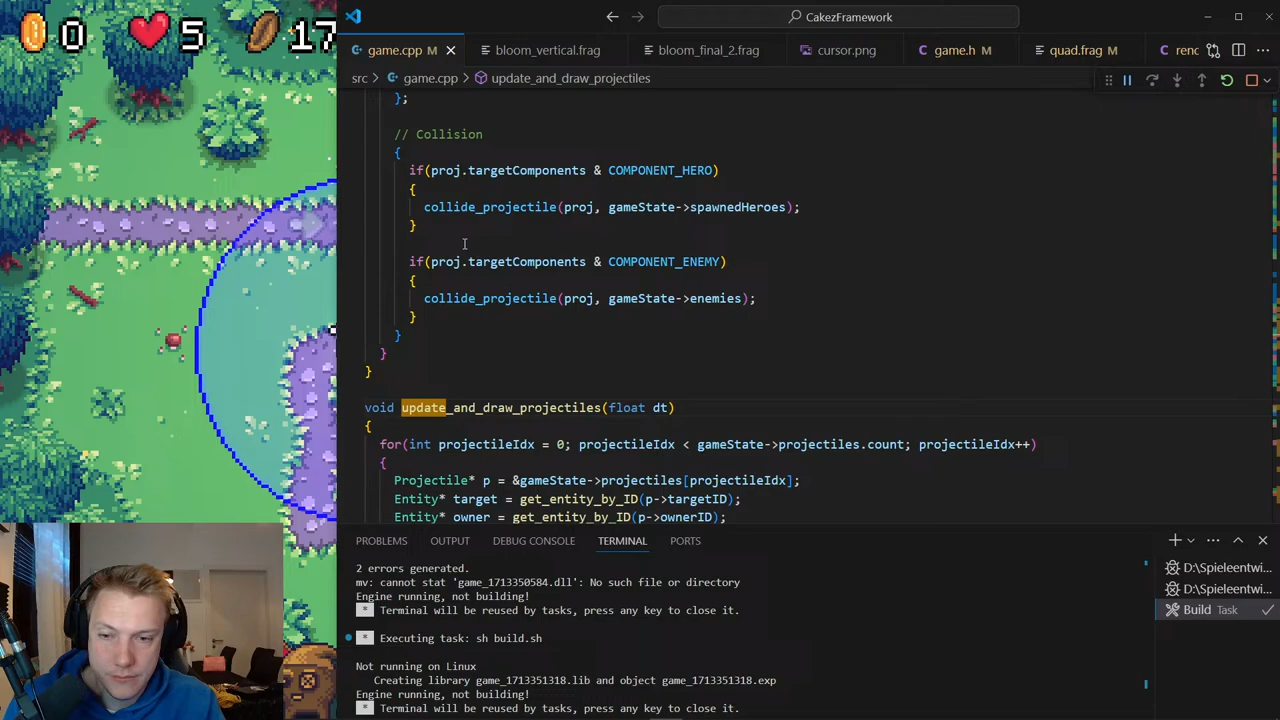 0 5 17
CakezFramework
game.cpp M
bloom_vertical.frag
bloom_final_2.frag
cursor.png
game.h M
quad.frag M
renc
src > game.cpp > update_and_draw_projectiles
};
// Collision
{
if(proj.targetComponents & COMPONENT_HERO)
{
collide_projectile(proj, gameState->spawnedHeroes);
}
if(proj.targetComponents & COMPONENT_ENEMY)
{
collide_projectile(proj, gameState->enemies);
}
}
}
}
void update_and_draw_projectiles(float dt)
{
for(int projectileIdx = 0; projectileIdx < gameState->projectiles.count; projectileIdx++)
{
Projectile* p = &gameState->projectiles[projectileIdx];
Entity* target = get_entity_by_ID(p->targetID);
Entity* owner = get_entity_by_ID(p->ownerID);
PROBLEMS OUTPUT DEBUG CONSOLE TERMINAL PORTS
2 errors generated.
mv: cannot stat 'game_1713350584.dll': No such file or directory
Engine running, not building!
* Terminal will be reused by tasks, press any key to close it.
* Executing task: sh build.sh
Not running on Linux
Creating library game_1713351318.lib and object game_1713351318.exp
Engine running, not building!
* Terminal will be reused by tasks, press any key to close it.
D:\Spieleentwi...
D:\Spieleentwi...
Build Task